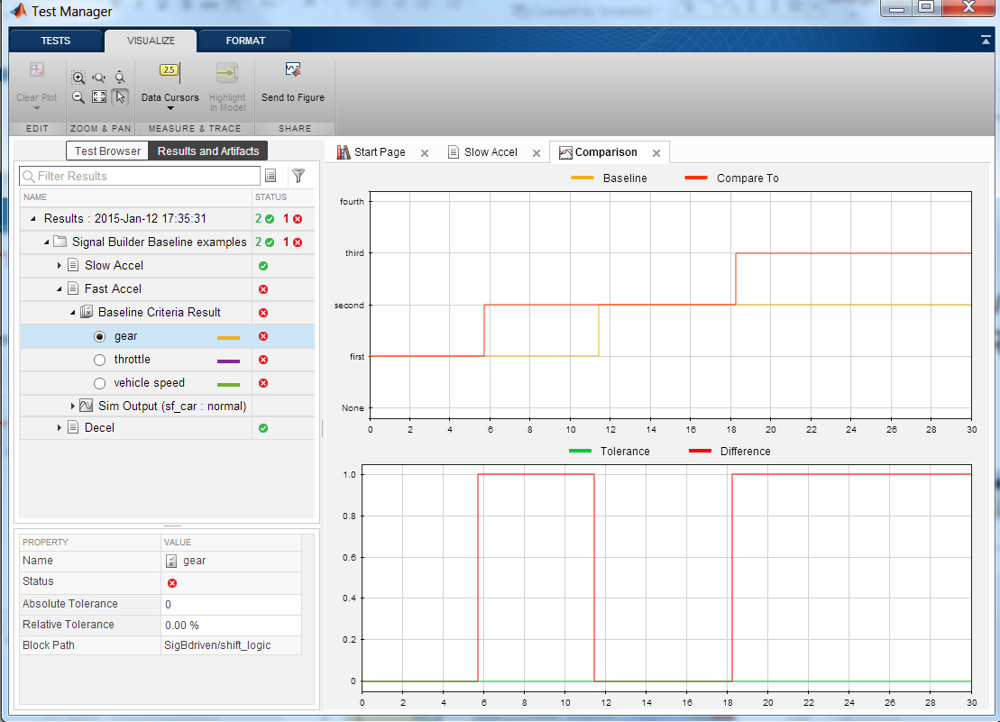 Test Manager
TESTS VISUALIZE FORMAT
Clear Plot
2.5
Data Cursors
Highlight
in Model
Send to Figure
EDIT ZOOM & PAN MEASURE & TRACE SHARE
Test Browser Results and Artifacts
Filter Results
NAME STATUS
Results : 2015-Jan-12 17:35:31 2 1
Signal Builder Baseline examples 2 1
Slow Accel
Fast Accel
Baseline Criteria Result
gear
throttle
vehicle speed
Sim Output (sf_car : normal)
Decel
PROPERTY VALUE
Name gear
Status
Absolute Tolerance 0
Relative Tolerance 0.00 %
Block Path SigBdriven/shift_logic
Start Page Slow Accel Comparison
Baseline Compare To
fourth
third
second
first
None
0 2 4 6 8 10 12 14 16 18 20 22 24 26 28 30
Tolerance Difference
1.0
0.8
0.6
0.4
0.2
0
0 2 4 6 8 10 12 14 16 18 20 22 24 26 28 30